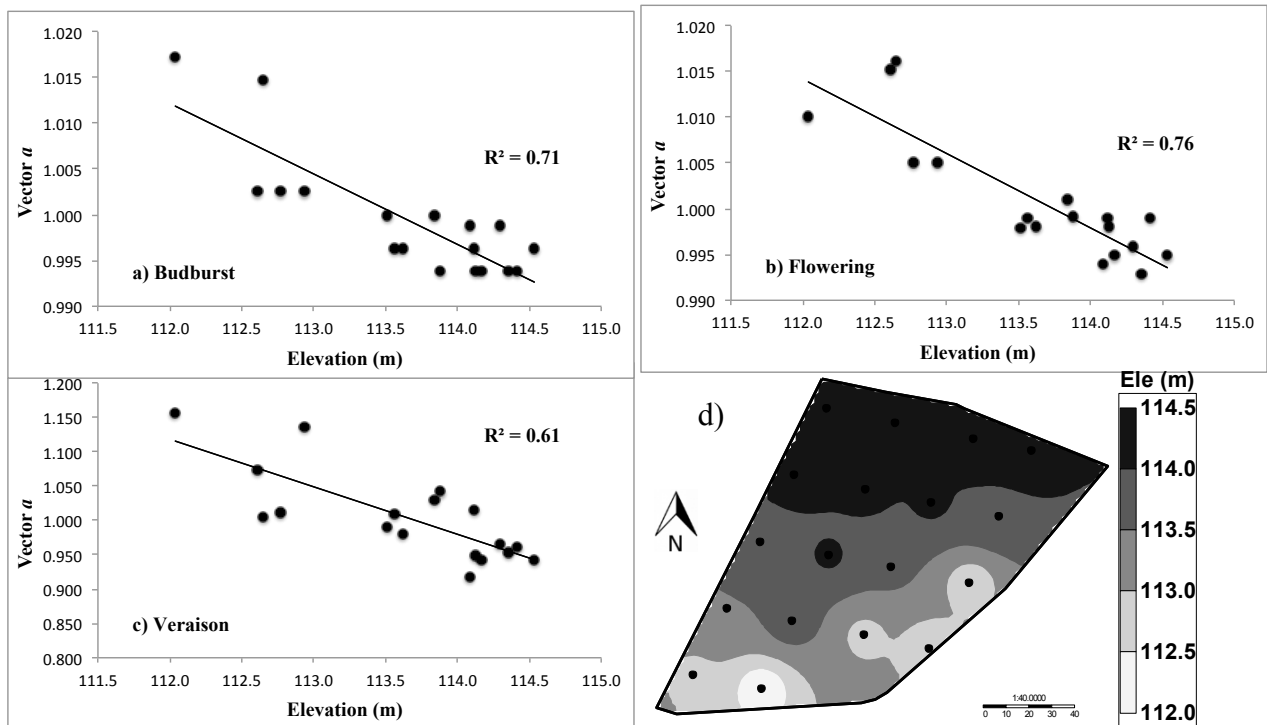 1.020
1.015
1.010
1.005
1.000
0.995
0.990
Vector a
R² = 0.71
a) Budburst
111.5 112.0 112.5 113.0 113.5 114.0 114.5 115.0
Elevation (m)
1.020
1.015
1.010
1.005
1.000
0.995
0.990
Vector a
R² = 0.76
b) Flowering
111.5 112.0 112.5 113.0 113.5 114.0 114.5 115.0
Elevation (m)
1.200
1.150
1.100
1.050
1.000
0.950
0.900
0.850
0.800
Vector a
R² = 0.61
c) Veraison
111.5 112.0 112.5 113.0 113.5 114.0 114.5 115.0
Elevation (m)
d)
N
Ele (m)
114.5
114.0
113.5
113.0
112.5
112.0
1:40.0000
0 10 20 30 40